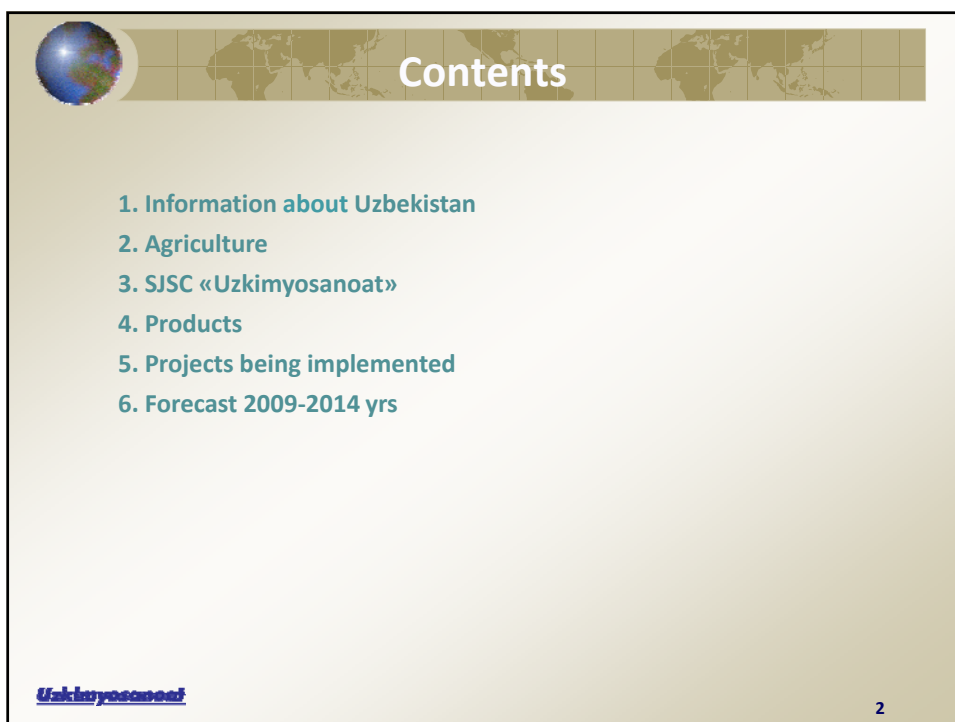 Contents
1. Information about Uzbekistan
2. Agriculture
3. SJSC «Uzkimyosanoat»
4. Products
5. Projects being implemented
6. Forecast 2009-2014 yrs
Uzkimyosanoat
2